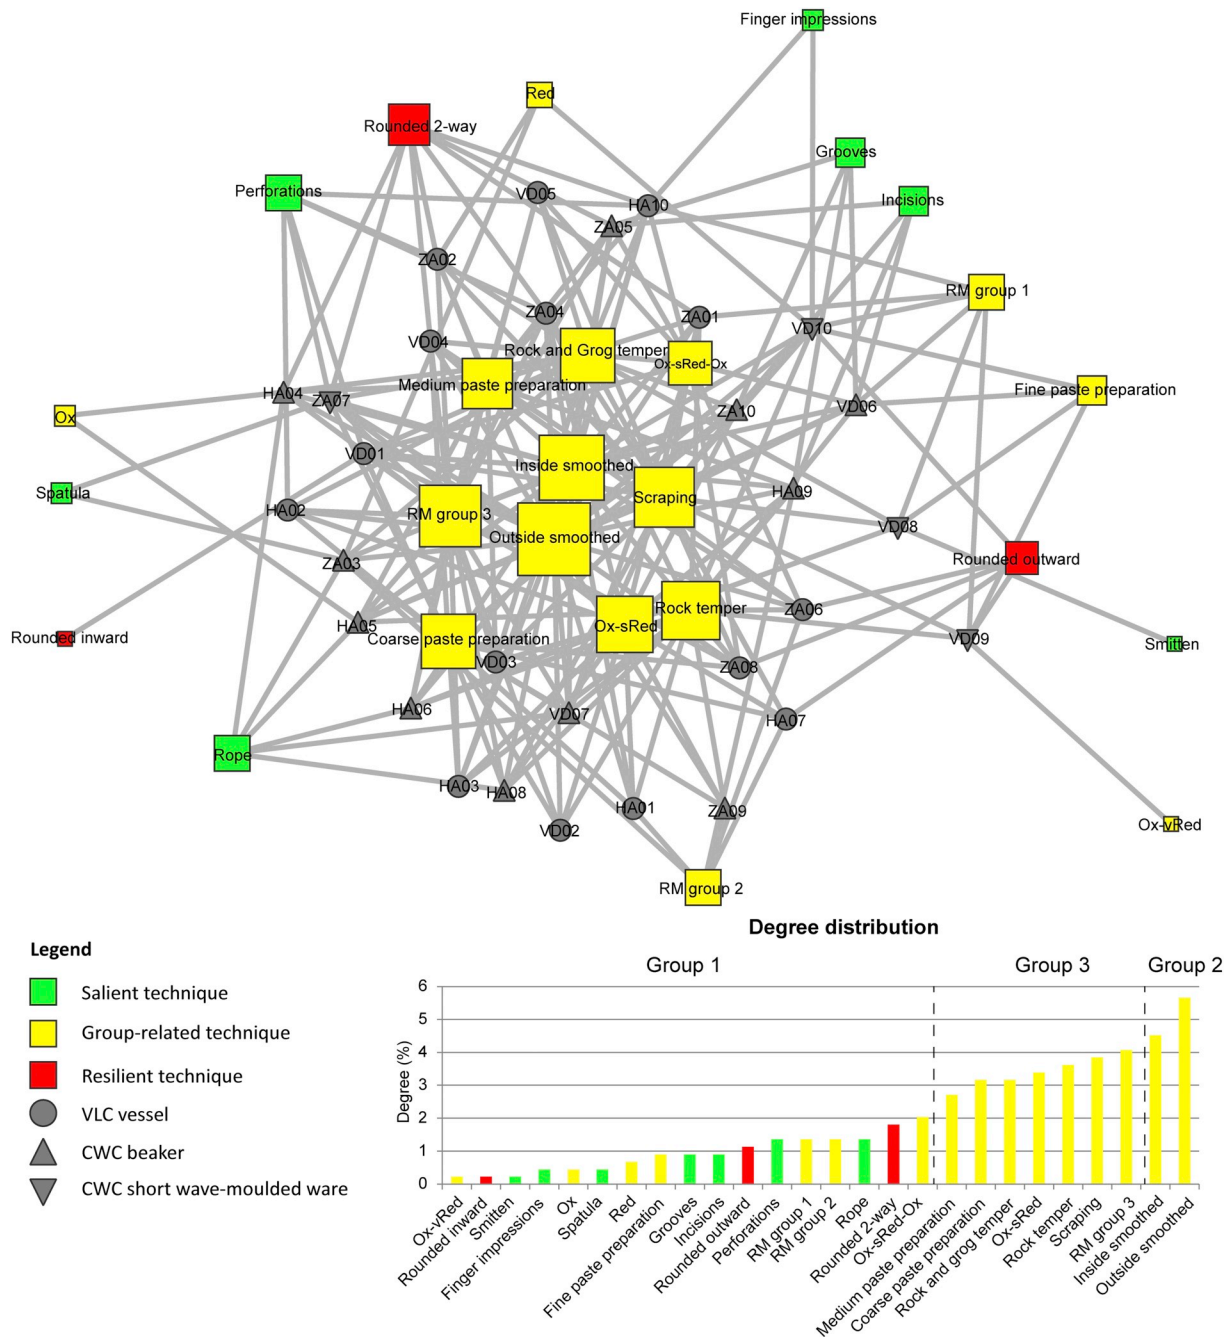 Finger impressions
Red
Rounded 2-way
Grooves
Perforations
VD05
Incisions
HA10
ZA05
ZA02
RM group 1
ZA04
ZA01
VD10
VD04
Rock and Grog temper
Ox-sRed-Ox
Medium paste preparation
Fine paste preparation
HA04
ZA07
ZA10
VD06
Ox
VD01
Inside smoothed
Spatula
HA09
Scraping
HA02
RM group 3
VD08
Outside smoothed
ZA03
Rounded outward
Rock temper
ZA06
HA05
Ox-sRed
Rounded inward
Coarse paste preparation
VD09
Smitten
VD03
ZA08
HA06
VD07
HA07
Rope
HA03
HA08
HA01
ZA09
VD02
Ox-vRed
RM group 2
Degree distribution
Legend
Salient technique
Group-related technique
Resilient technique
VLC vessel
CWC beaker
CWC short wave-moulded ware
Group 1
Group 3
Group 2
Degree (%)
6
5
4
3
2
1
0
Ox-vRed
Rounded inward
Smitten
Finger impressions
Ox
Spatula
Red
Fine paste preparation
Grooves
Incisions
Rounded outward
Perforations
RM group 1
RM group 2
Rope
Rounded 2-way
Ox-sRed-Ox
Medium paste preparation
Coarse paste preparation
Rock and grog temper
Ox-sRed
Rock temper
Scraping
RM group 3
Inside smoothed
Outside smoothed